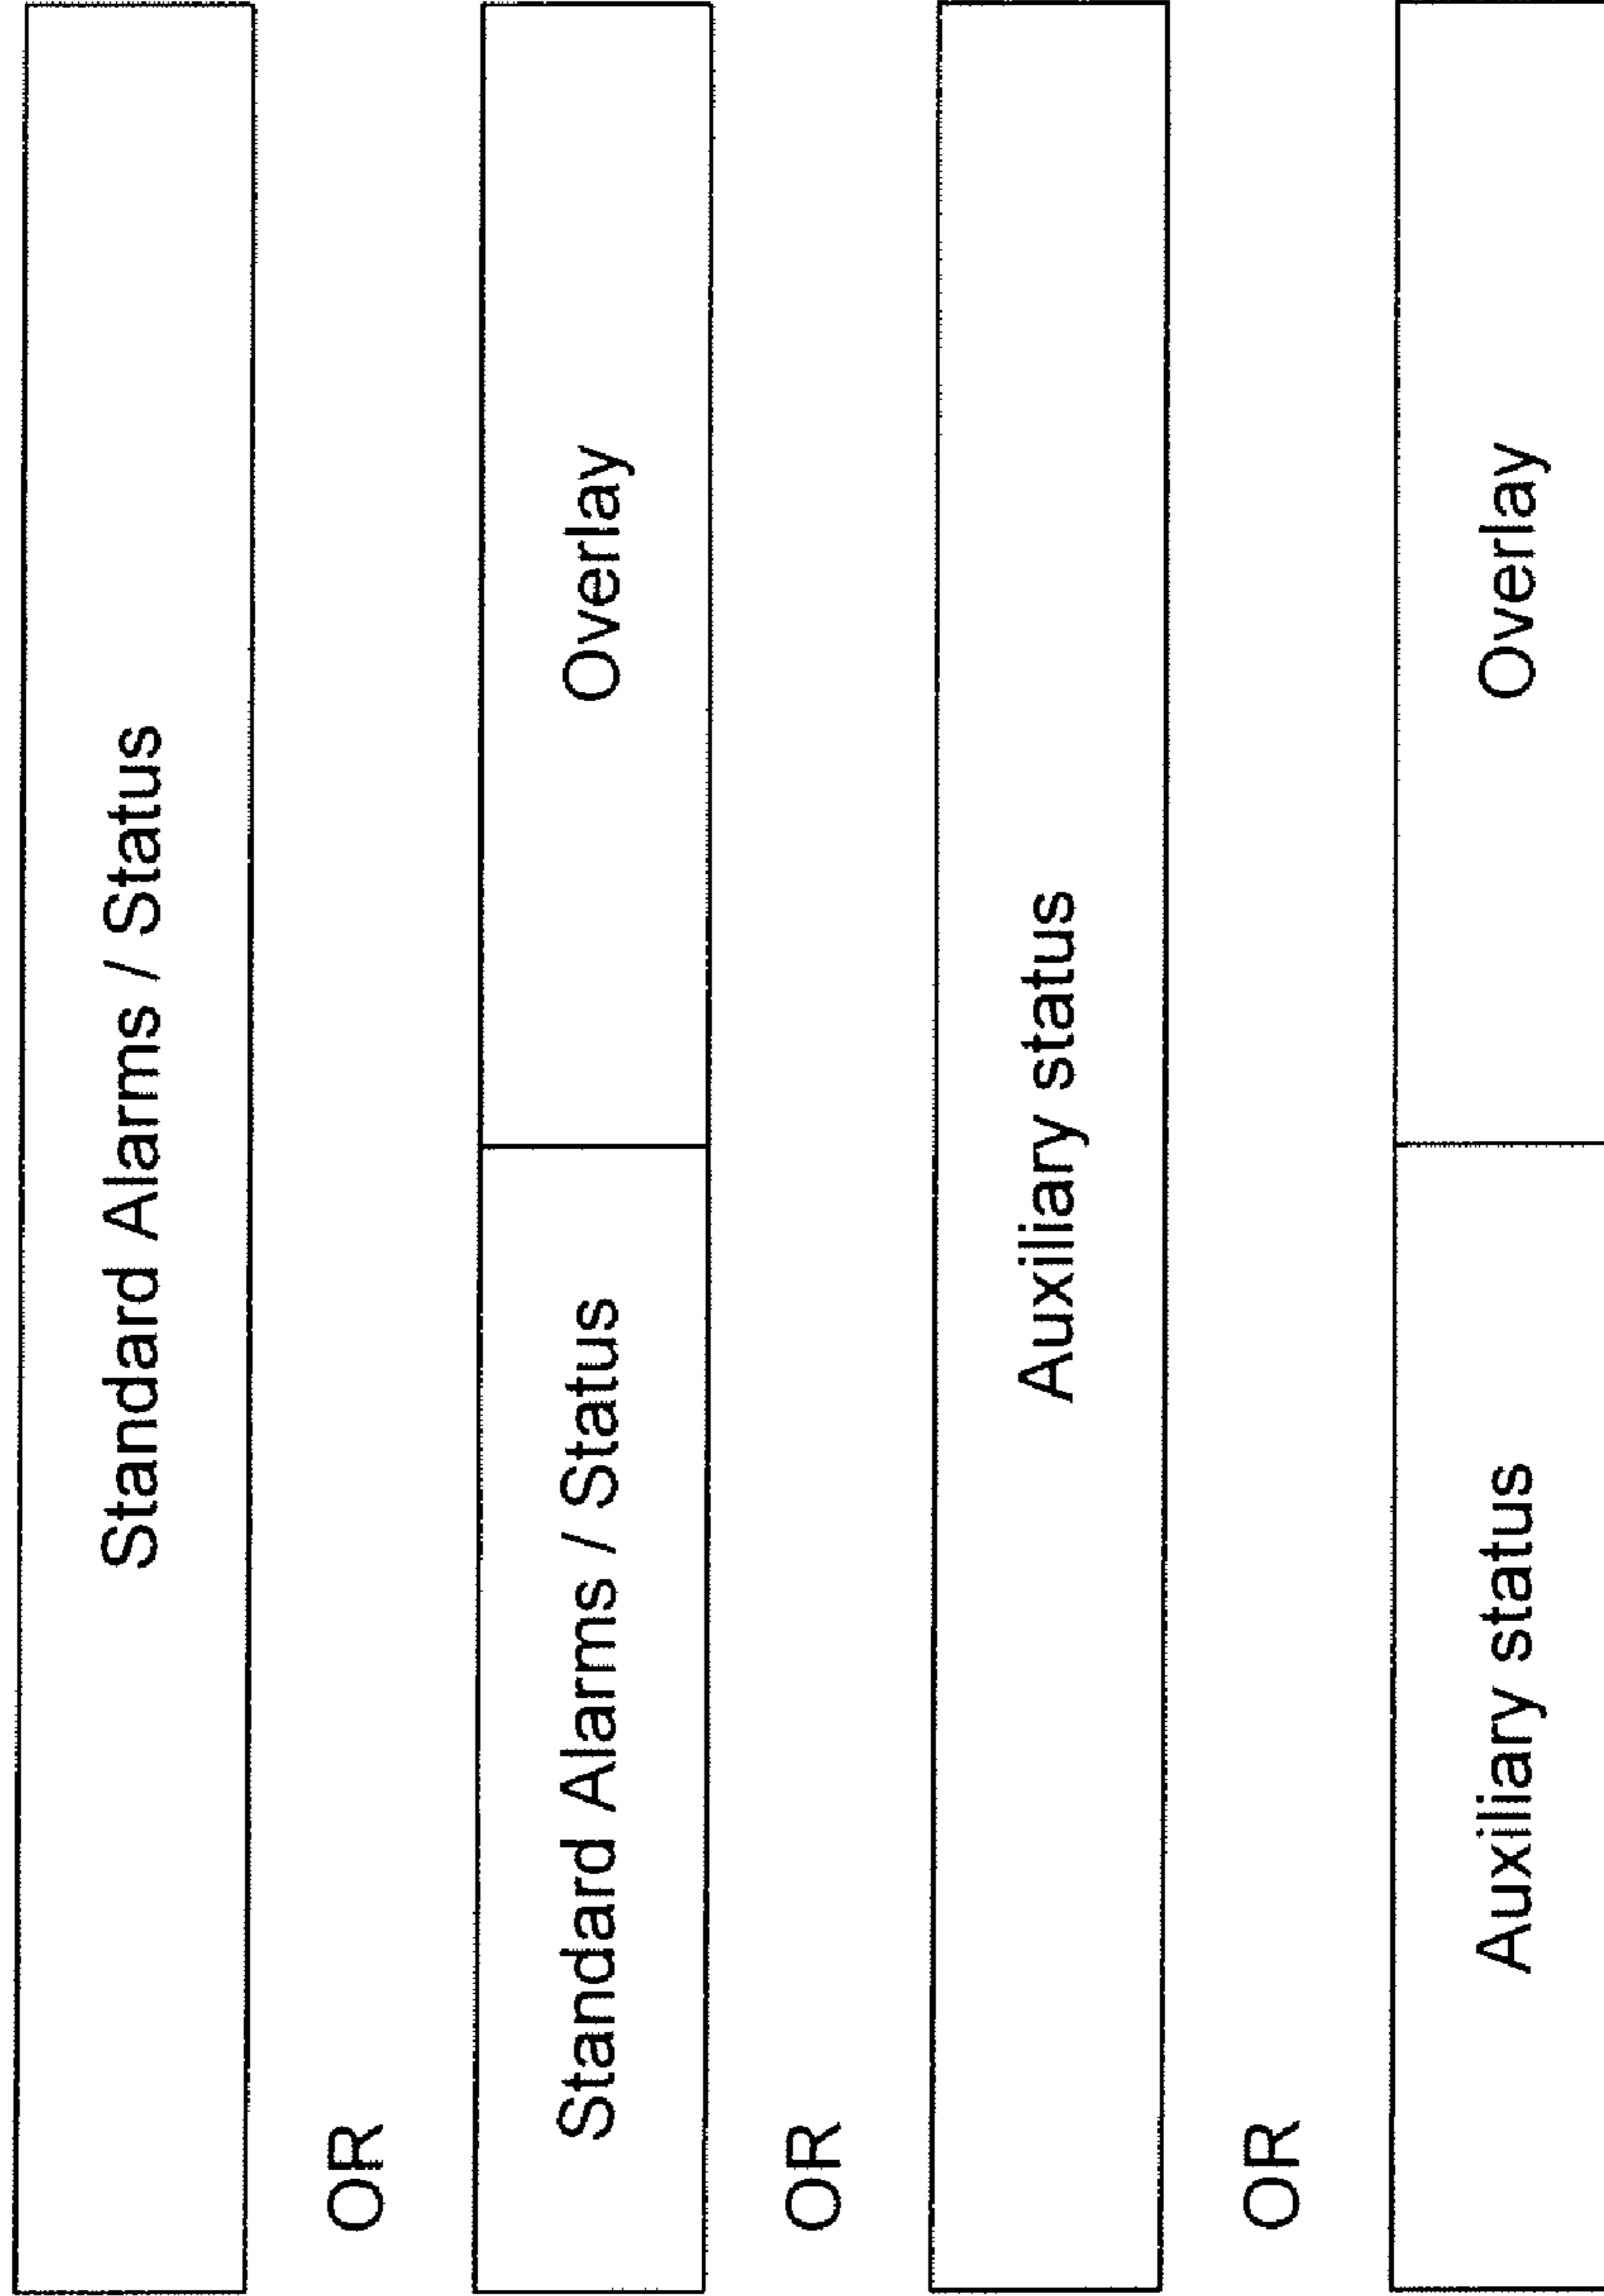 Standard Alarms / Status
OR
Standard Alarms / Status
Overlay
OR
Auxiliary status
OR
Auxiliary status
Overlay